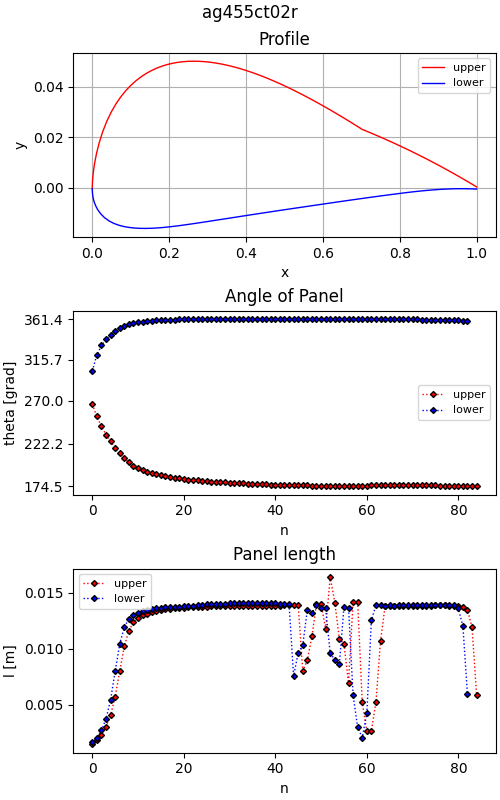 ag455ct02r
Profile
0.04
0.02
0.00
y
upper
lower
0.0 0.2 0.4 0.6 0.8 1.0
x
Angle of Panel
361.4
315.7
270.0
222.2
174.5
theta [grad]
upper
lower
0 20 40 60 80
n
Panel length
0.015
0.010
0.005
l [m]
upper
lower
0 20 40 60 80
n